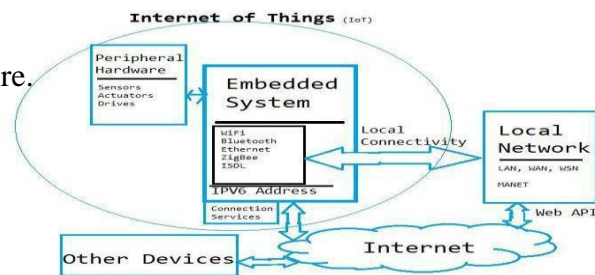 Internet of Things (IoT)
re.
Peripheral
Hardware
Sensors
Actuators
Drives
Embedded
System
WiFi
Bluetooth
Ethernet
ZigBee
ISDL
IPV6 Address
Connection
Services
Local
Connectivity
Local
Network
LAN, WAN, WSN
MANET
Web API
Internet
Other Devices